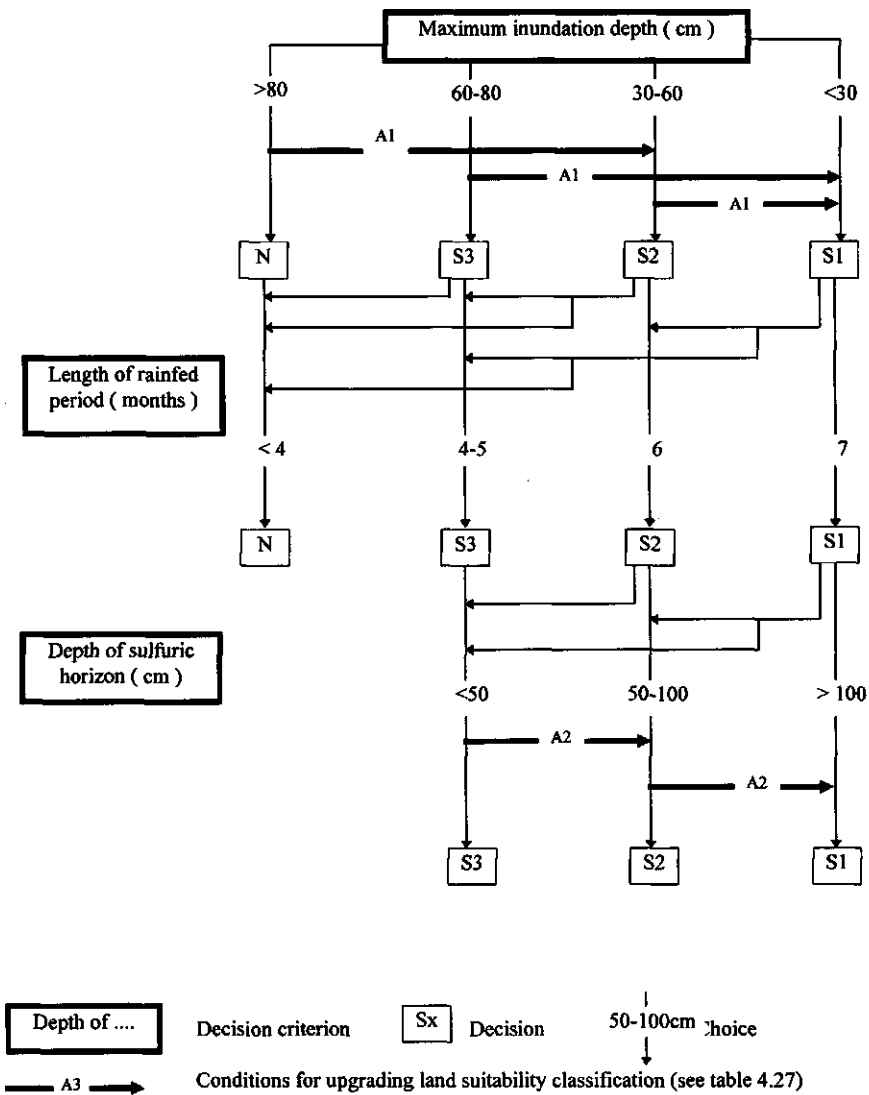 Maximum inundation depth ( cm )
>80 60-80 30-60 <30
A1
A1
A1
N S3 S2 S1
Length of rainfed
period ( months )
< 4 4-5 6 7
N S3 S2 S1
Depth of sulfuric
horizon ( cm )
<50 50-100 > 100
A2
A2
S3 S2 S1
Depth of .... Decision criterion Sx Decision 50-100cm hoice
A3 Conditions for upgrading land suitability classification (see table 4.27)